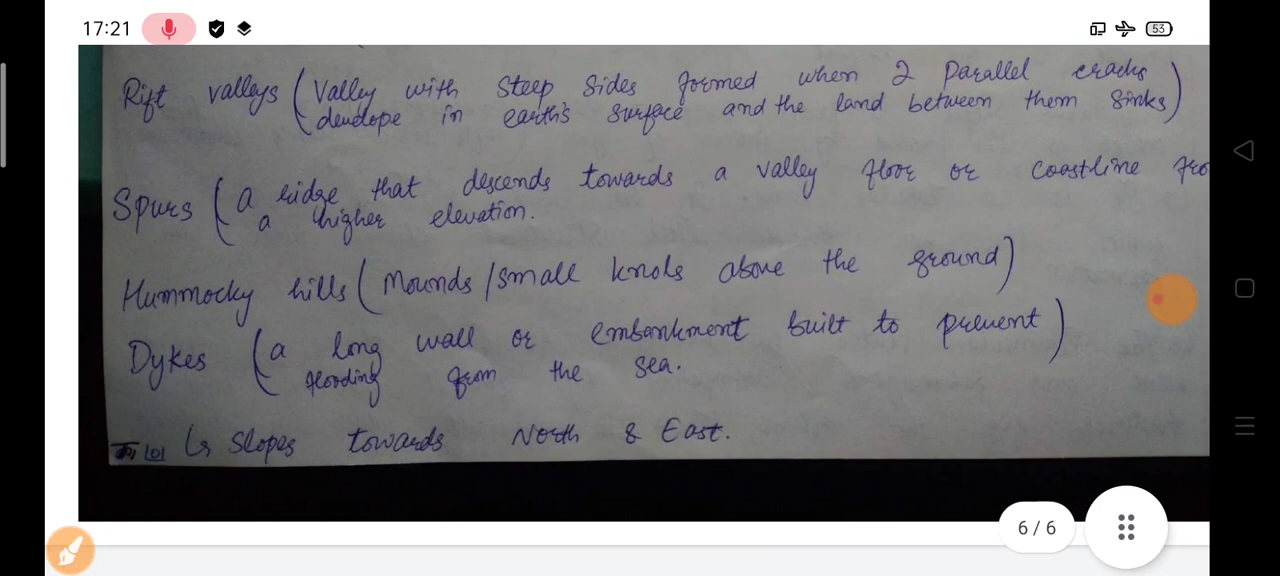 17:21
53
Rift valleys (Valley with Steep Sides formed when 2 Parallel cracks
develope in earth's surface and the land between them Sinks)
Spurs (a ridge that descends towards a valley floor or coastline fro
a higher elevation.
Hummocky hills (Mounds/small knols above the ground)
Dykes (a long wall or embankment built to prevent)
flooding from the sea.
↳ slopes towards North & East.
6/6